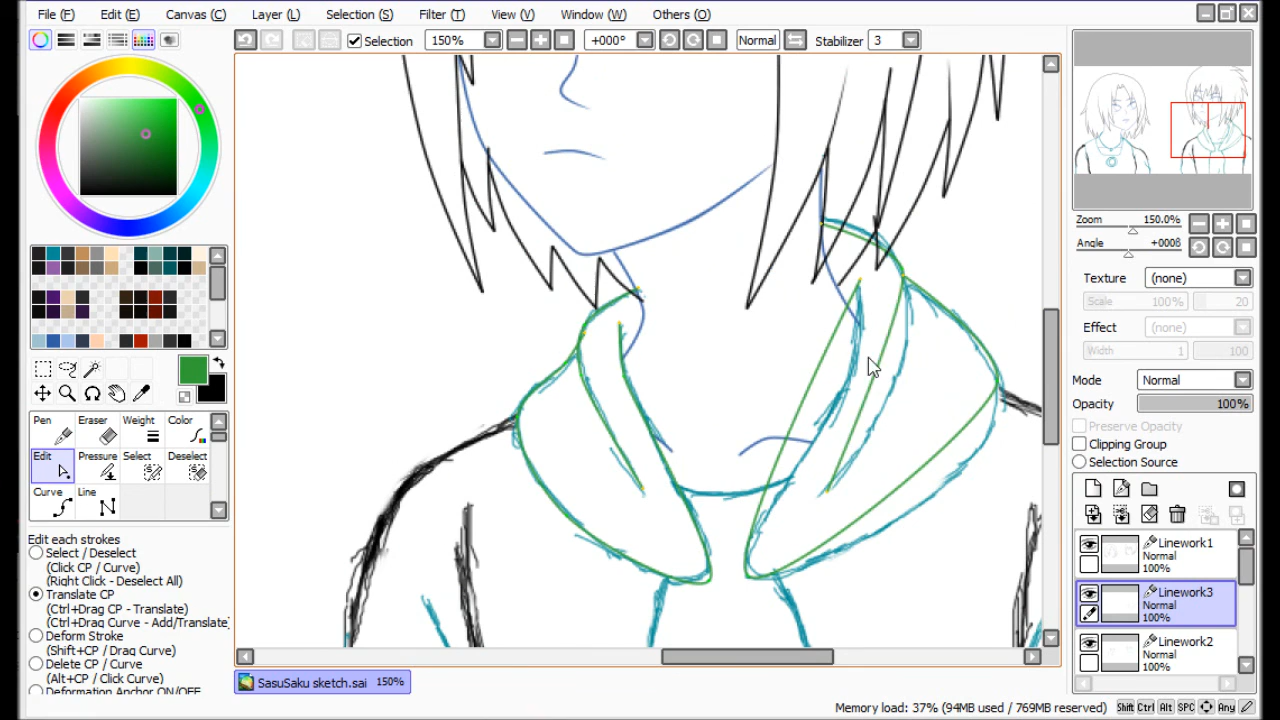 File (F) Edit (E) Canvas (C) Layer (L) Selection (S) Filter (T) View (V) Window (W) Others (O)
Selection 150% +000° Normal Stabilizer 3
Zoom 150.0%
Angle +000ß
Texture (none)
Scale 100% 20
Effect (none)
Width 1 100
Mode Normal
Opacity 100%
Preserve Opacity
Clipping Group
Selection Source
Pen Eraser Weight Color
Edit Pressure Select Deselect
Curve Line
Edit each strokes
Select / Deselect
(Click CP / Curve)
(Right Click - Deselect All)
Translate CP
(Ctrl+Drag CP - Translate)
(Ctrl+Drag Curve - Add/Translate)
Deform Stroke
(Shift+CP / Drag Curve)
Delete CP / Curve
(Alt+CP / Click Curve)
Deformation Anchor ON/OFF
Linework1
Normal
100%
Linework3
Normal
100%
Linework2
Normal
100%
SasuSaku sketch.sai 150%
Memory load: 37% (94MB used / 769MB reserved) Shift Ctrl Alt SPC Any